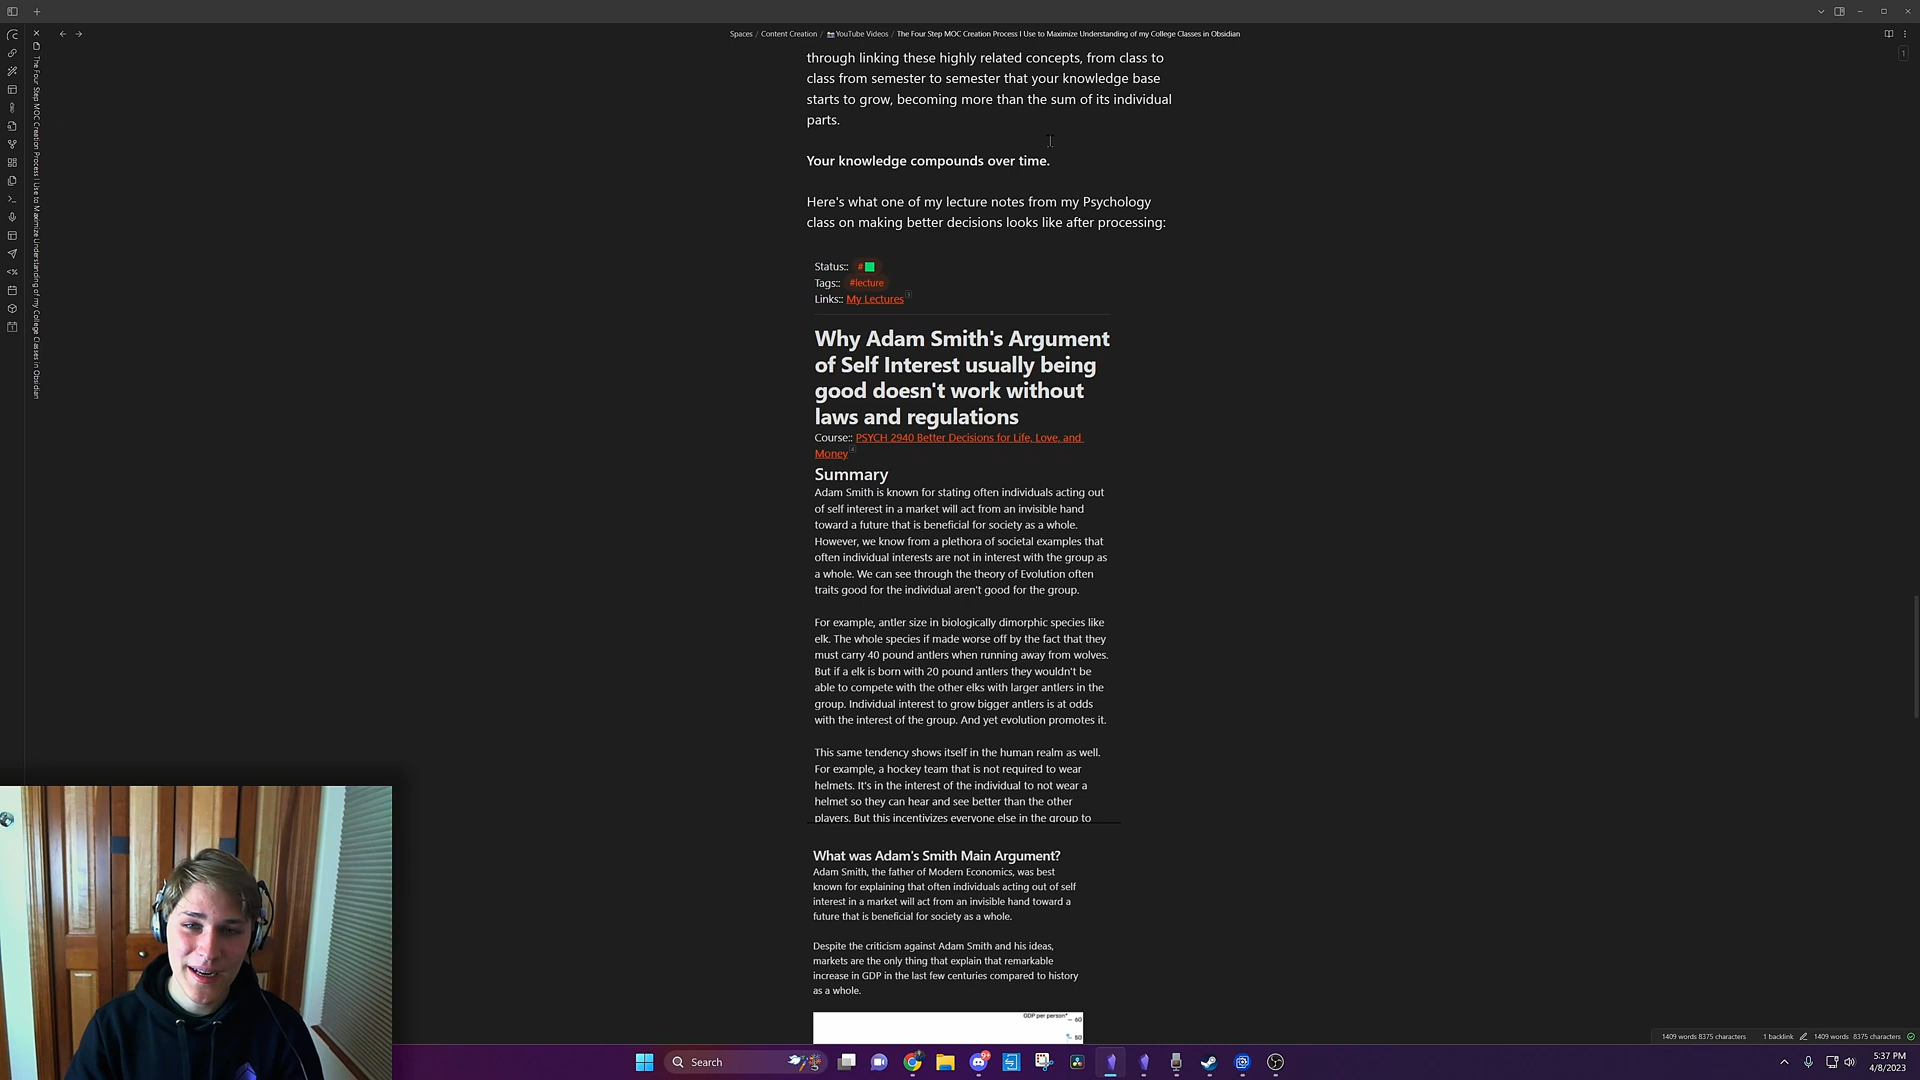 Spaces / Content Creation / YouTube Videos / The Four Step MOC Creation Process I Use to Maximize Understanding of my College Classes in Obsidian
The Four Step MOC Creation Process I Use to Maximize Understanding of my College Classes in Obsidian
through linking these highly related concepts, from class to
class from semester to semester that your knowledge base
starts to grow, becoming more than the sum of its individual
parts.
Your knowledge compounds over time.
Here's what one of my lecture notes from my Psychology
class on making better decisions looks like after processing:
Status:: #
Tags:: #lecture
Links:: My Lectures
Why Adam Smith's Argument
of Self Interest usually being
good doesn't work without
laws and regulations
Course:: PSYCH 2940 Better Decisions for Life, Love, and
Money
Summary
Adam Smith is known for stating often individuals acting out
of self interest in a market will act from an invisible hand
toward a future that is beneficial for society as a whole.
However, we know from a plethora of societal examples that
often individual interests are not in interest with the group as
a whole. We can see through the theory of Evolution often
traits good for the individual aren't good for the group.
For example, antler size in biologically dimorphic species like
elk. The whole species if made worse off by the fact that they
must carry 40 pound antlers when running away from wolves.
But if a elk is born with 20 pound antlers they wouldn't be
able to compete with the other elks with larger antlers in the
group. Individual interest to grow bigger antlers is at odds
with the interest of the group. And yet evolution promotes it.
This same tendency shows itself in the human realm as well.
For example, a hockey team that is not required to wear
helmets. It's in the interest of the individual to not wear a
helmet so they can hear and see better than the other
players. But this incentivizes everyone else in the group to
What was Adam's Smith Main Argument?
Adam Smith, the father of Modern Economics, was best
known for explaining that often individuals acting out of self
interest in a market will act from an invisible hand toward a
future that is beneficial for society as a whole.
Despite the criticism against Adam Smith and his ideas,
markets are the only thing that explain that remarkable
increase in GDP in the last few centuries compared to history
as a whole.
GDP per person*
60
50
1409 words 8375 characters 1 backlink 1409 words 8375 characters
Search
5:37 PM
4/8/2023